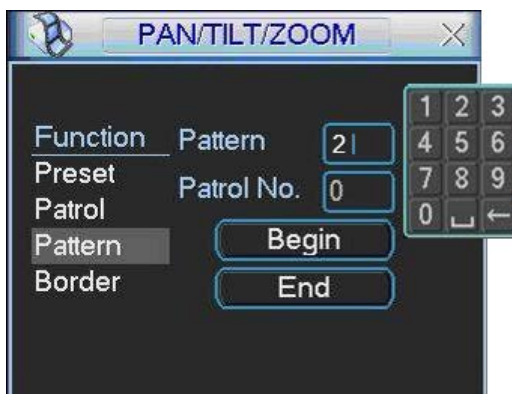 PAN/TILT/ZOOM
Function
Preset
Patrol
Pattern
Border
Pattern 2
Patrol No. 0
Begin
End
1 2 3
4 5 6
7 8 9
0